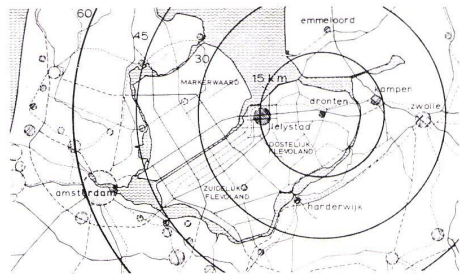 60
emmeloord
45
30
MARKERWAARD
15 km
kampen
dronten
zwolle
lelystad
OOSTELIJK
FLEVOLAND
amsterdam
ZUIDELIJK
FLEVOLAND
harderwijk